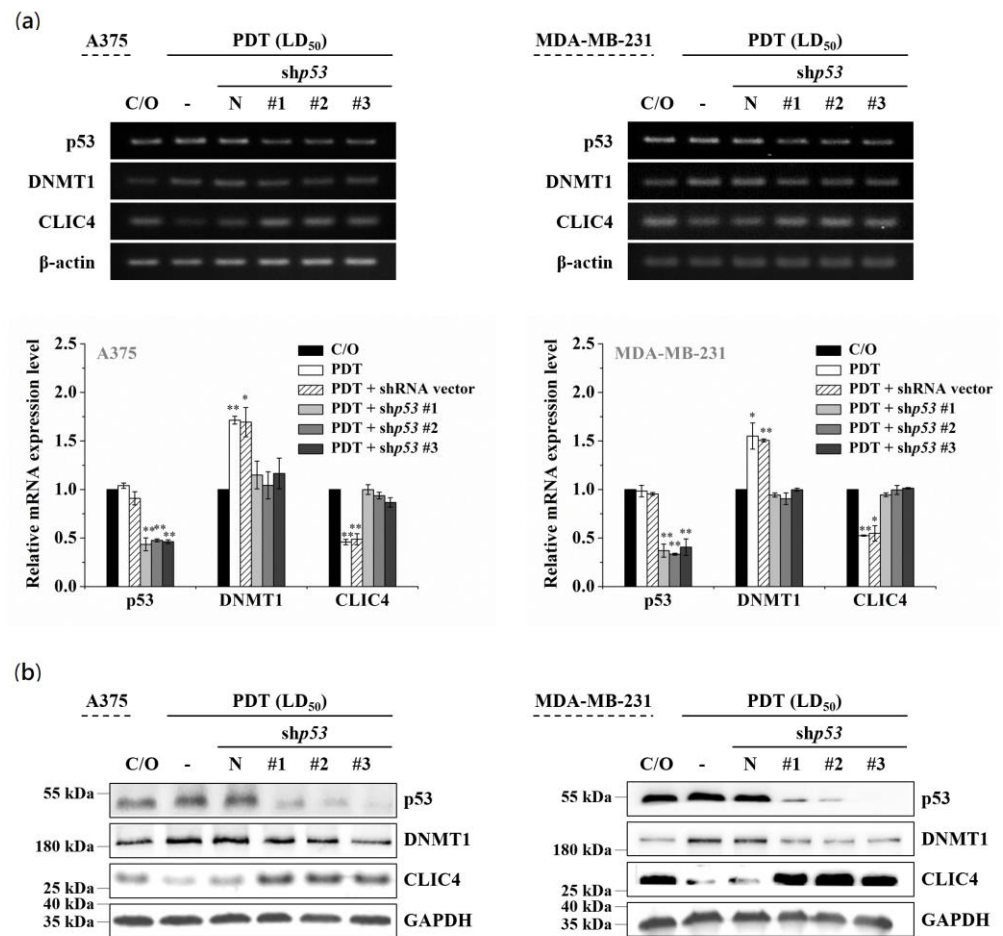 (a)
A375 PDT (LD50)
shp53
C/O - N #1 #2 #3
p53
DNMT1
CLIC4
β-actin
MDA-MB-231 PDT (LD50)
shp53
C/O - N #1 #2 #3
p53
DNMT1
CLIC4
β-actin
Relative mRNA expression level
2.5
2.0
1.5
1.0
0.5
0.0
A375
C/O
PDT
PDT + shRNA vector
PDT + shp53 #1
PDT + shp53 #2
PDT + shp53 #3
** ** **
** *
** **
p53 DNMT1 CLIC4
Relative mRNA expression level
2.5
2.0
1.5
1.0
0.5
0.0
MDA-MB-231
C/O
PDT
PDT + shRNA vector
PDT + shp53 #1
PDT + shp53 #2
PDT + shp53 #3
** ** **
* **
** *
p53 DNMT1 CLIC4
(b)
A375 PDT (LD50)
shp53
C/O - N #1 #2 #3
55 kDa p53
180 kDa DNMT1
25 kDa CLIC4
40 kDa
35 kDa GAPDH
MDA-MB-231 PDT (LD50)
shp53
C/O - N #1 #2 #3
55 kDa p53
180 kDa DNMT1
25 kDa CLIC4
40 kDa
35 kDa GAPDH